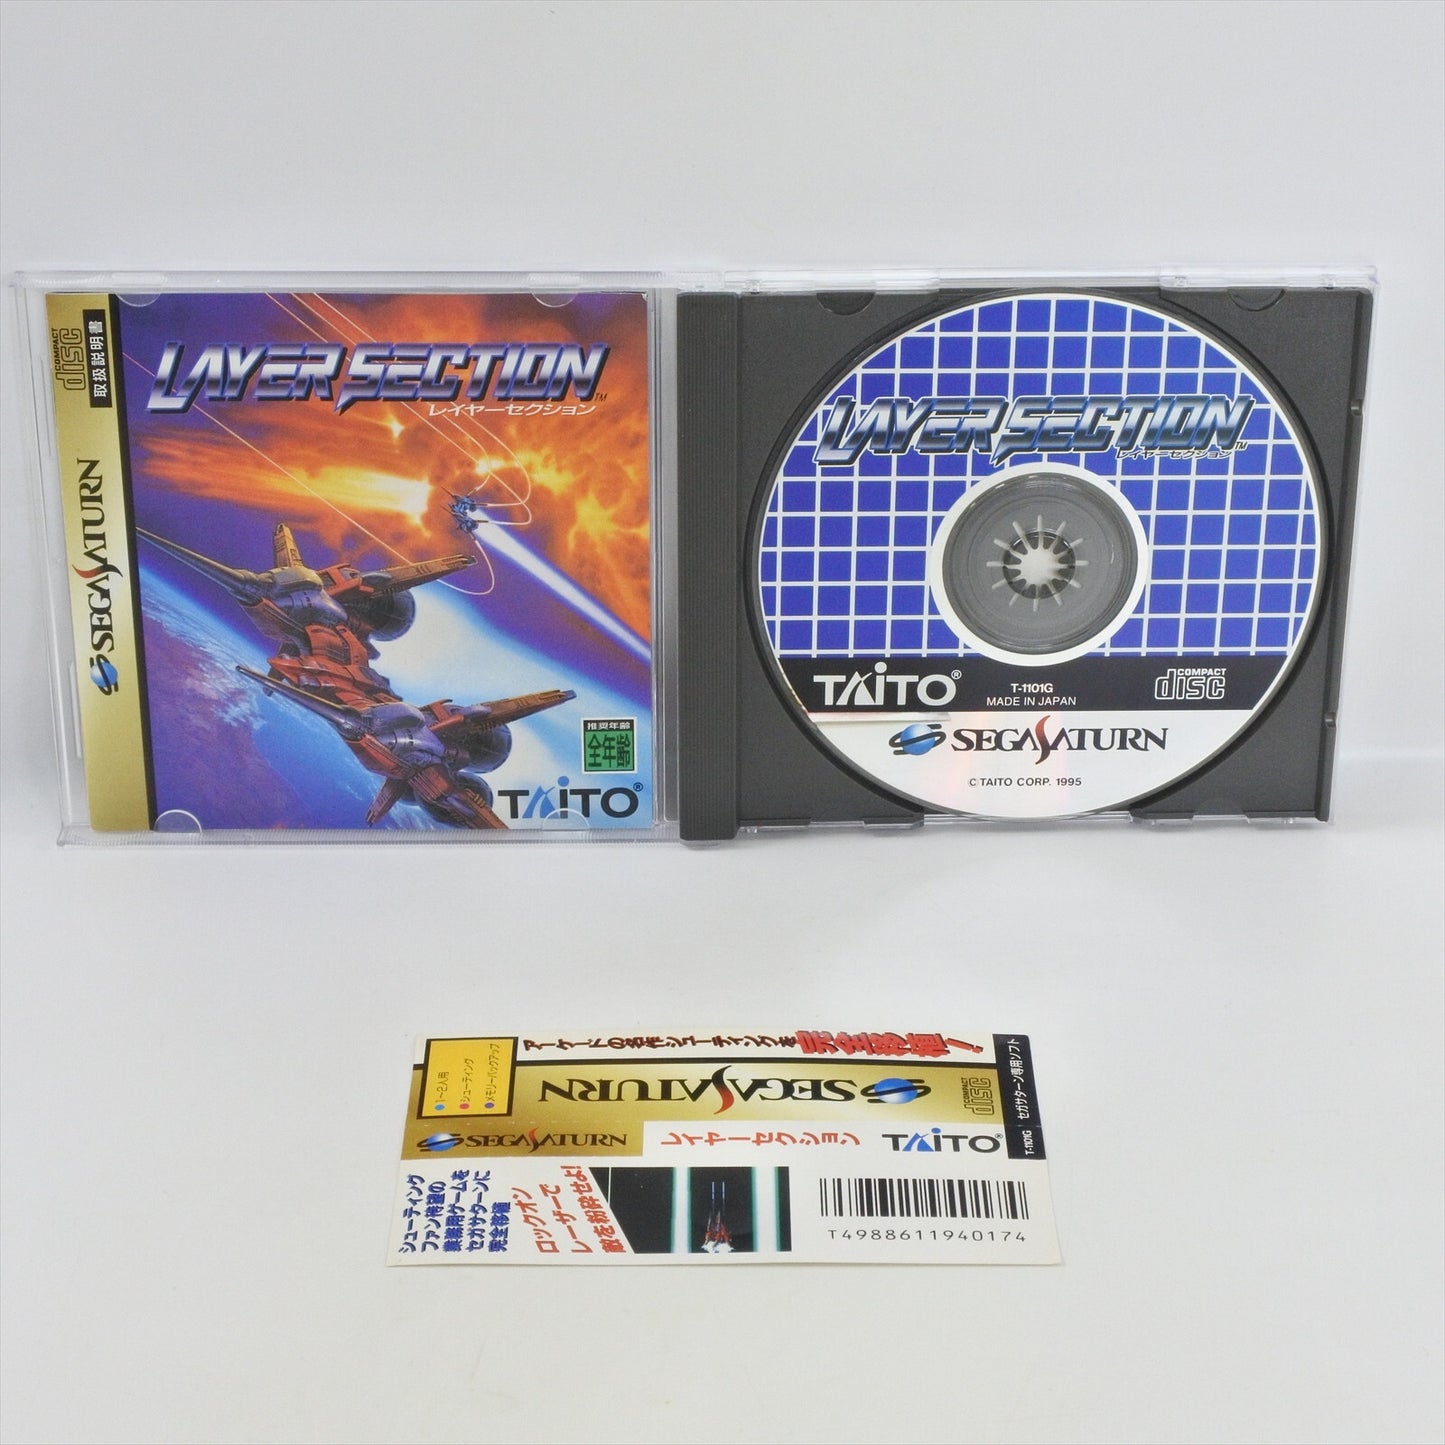 COMPACT
disc
取扱説明書
SEGA SATURN
LAYER SECTION TM
レイヤーセクション
推奨年齢
全年齢
TAITO®
LAYER SECTION TM
レイヤーセクション
TAITO®
T-1101G
MADE IN JAPAN
COMPACT
disc
SEGA SATURN
© TAITO CORP. 1995
アーケードの名作シューティングを完全移植!
1～2人用
シューティング
メモリーバックアップ
SEGA SATURN
COMPACT
disc
セガサターン専用ソフト
T-1101G
SEGA SATURN
レイヤーセクション
TAITO®
シューティング
ファン待望の
業務用ゲームを
セガサターンに
完全移植
ロックオン
レーザーで
敵を粉砕せよ!
T4988611940174